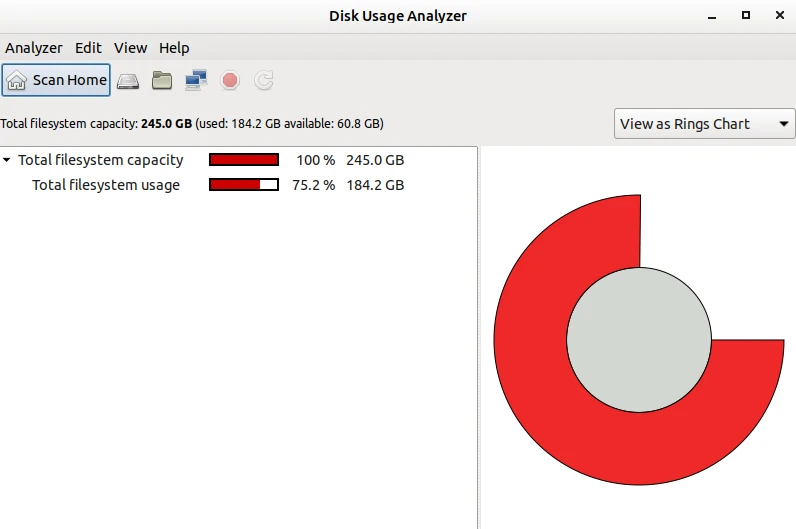 Disk Usage Analyzer
Analyzer Edit View Help
Scan Home
Total filesystem capacity: 245.0 GB (used: 184.2 GB available: 60.8 GB)
View as Rings Chart
Total filesystem capacity 100 % 245.0 GB
Total filesystem usage 75.2 % 184.2 GB